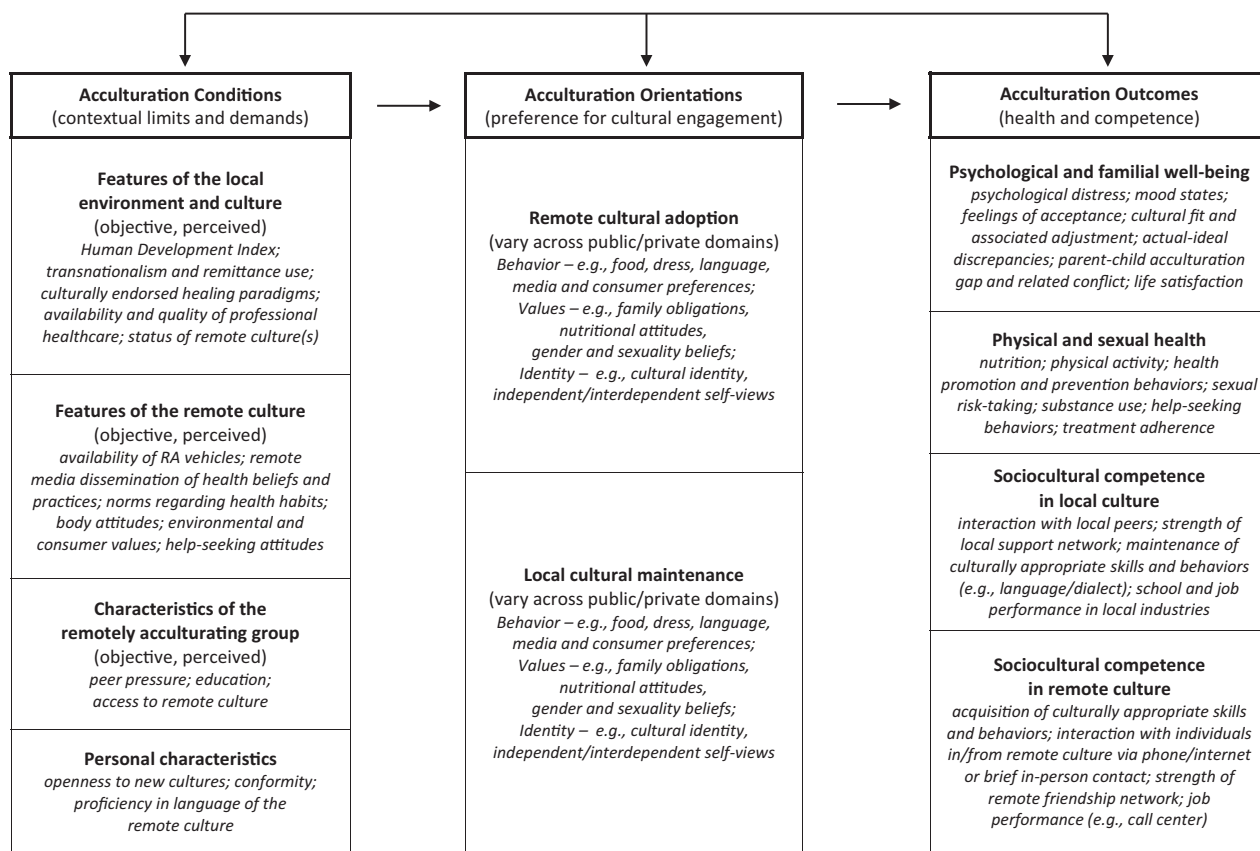 Acculturation Conditions
(contextual limits and demands)
Features of the local
environment and culture
(objective, perceived)
Human Development Index;
transnationalism and remittance use;
culturally endorsed healing paradigms;
availability and quality of professional
healthcare; status of remote culture(s)
Features of the remote culture
(objective, perceived)
availability of RA vehicles; remote
media dissemination of health beliefs and
practices; norms regarding health habits;
body attitudes; environmental and
consumer values; help-seeking attitudes
Characteristics of the
remotely acculturating group
(objective, perceived)
peer pressure; education;
access to remote culture
Personal characteristics
openness to new cultures; conformity;
proficiency in language of the
remote culture
Acculturation Orientations
(preference for cultural engagement)
Remote cultural adoption
(vary across public/private domains)
Behavior – e.g., food, dress, language,
media and consumer preferences;
Values – e.g., family obligations,
nutritional attitudes,
gender and sexuality beliefs;
Identity – e.g., cultural identity,
independent/interdependent self-views
Local cultural maintenance
(vary across public/private domains)
Behavior – e.g., food, dress, language,
media and consumer preferences;
Values – e.g., family obligations,
nutritional attitudes,
gender and sexuality beliefs;
Identity – e.g., cultural identity,
independent/interdependent self-views
Acculturation Outcomes
(health and competence)
Psychological and familial well-being
psychological distress; mood states;
feelings of acceptance; cultural fit and
associated adjustment; actual-ideal
discrepancies; parent-child acculturation
gap and related conflict; life satisfaction
Physical and sexual health
nutrition; physical activity; health
promotion and prevention behaviors; sexual
risk-taking; substance use; help-seeking
behaviors; treatment adherence
Sociocultural competence
in local culture
interaction with local peers; strength of
local support network; maintenance of
culturally appropriate skills and behaviors
(e.g., language/dialect); school and job
performance in local industries
Sociocultural competence
in remote culture
acquisition of culturally appropriate skills
and behaviors; interaction with individuals
in/from remote culture via phone/internet
or brief in-person contact; strength of
remote friendship network; job
performance (e.g., call center)